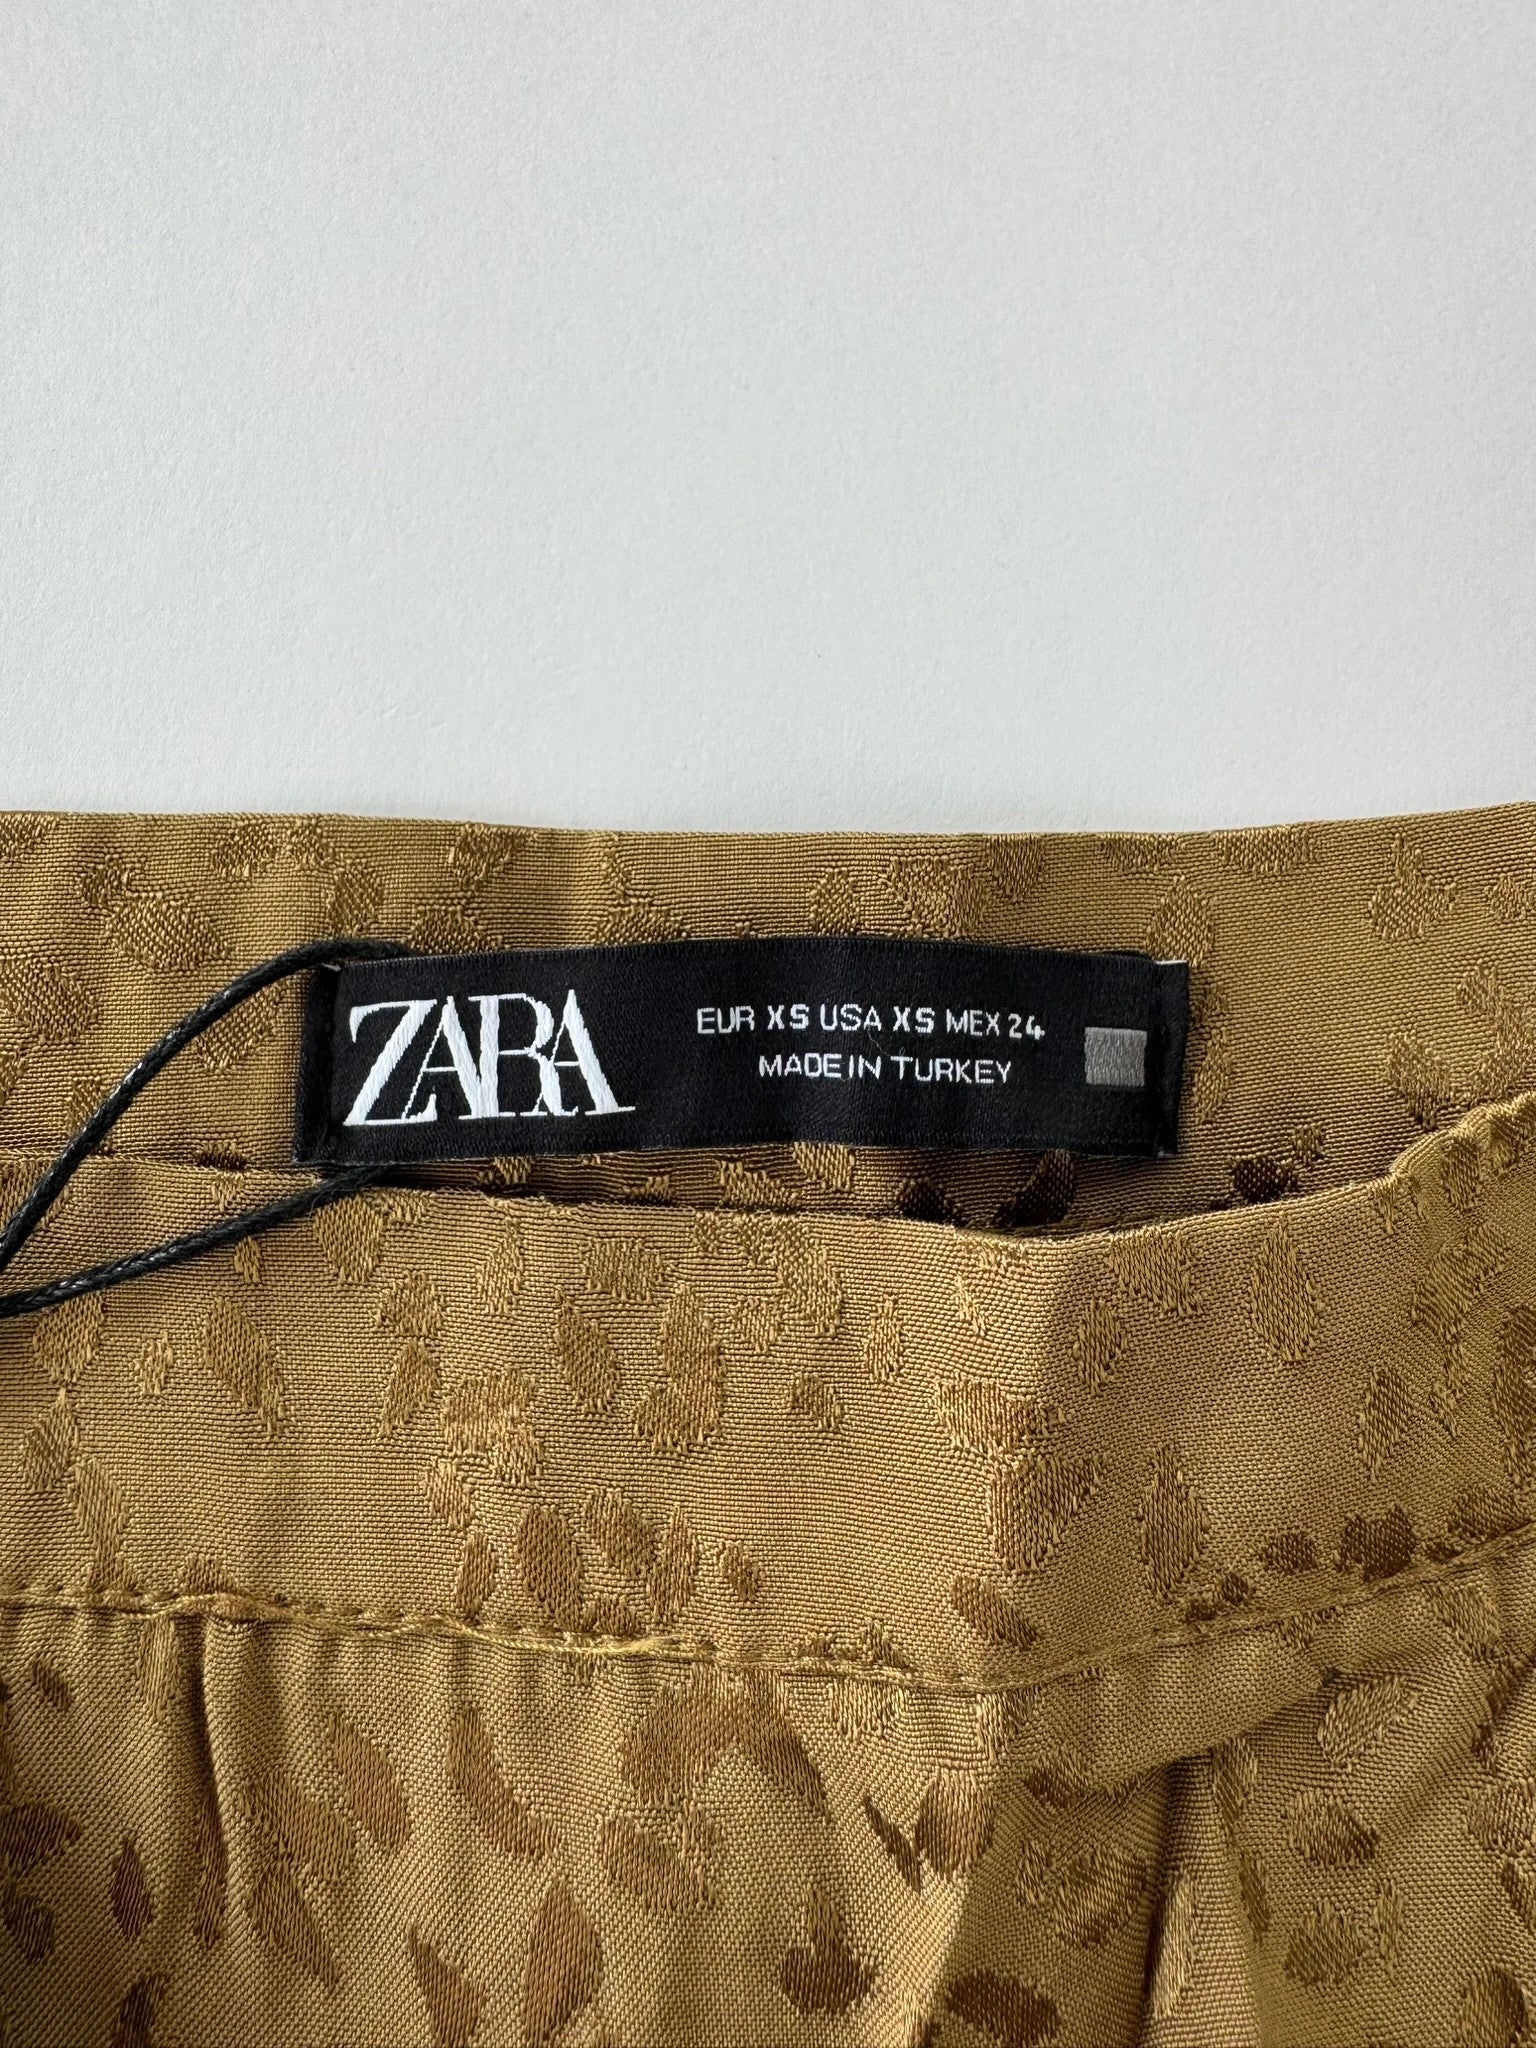 ZARA
EUR XS USA XS MEX 24
MADE IN TURKEY